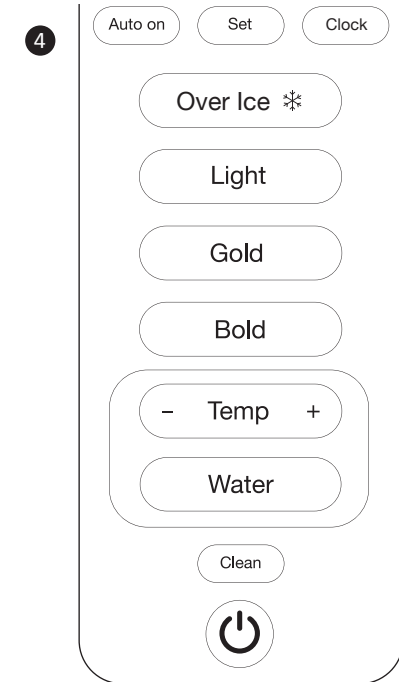 4
Auto on Set Clock
Over Ice
Light
Gold
Bold
- Temp +
Water
Clean